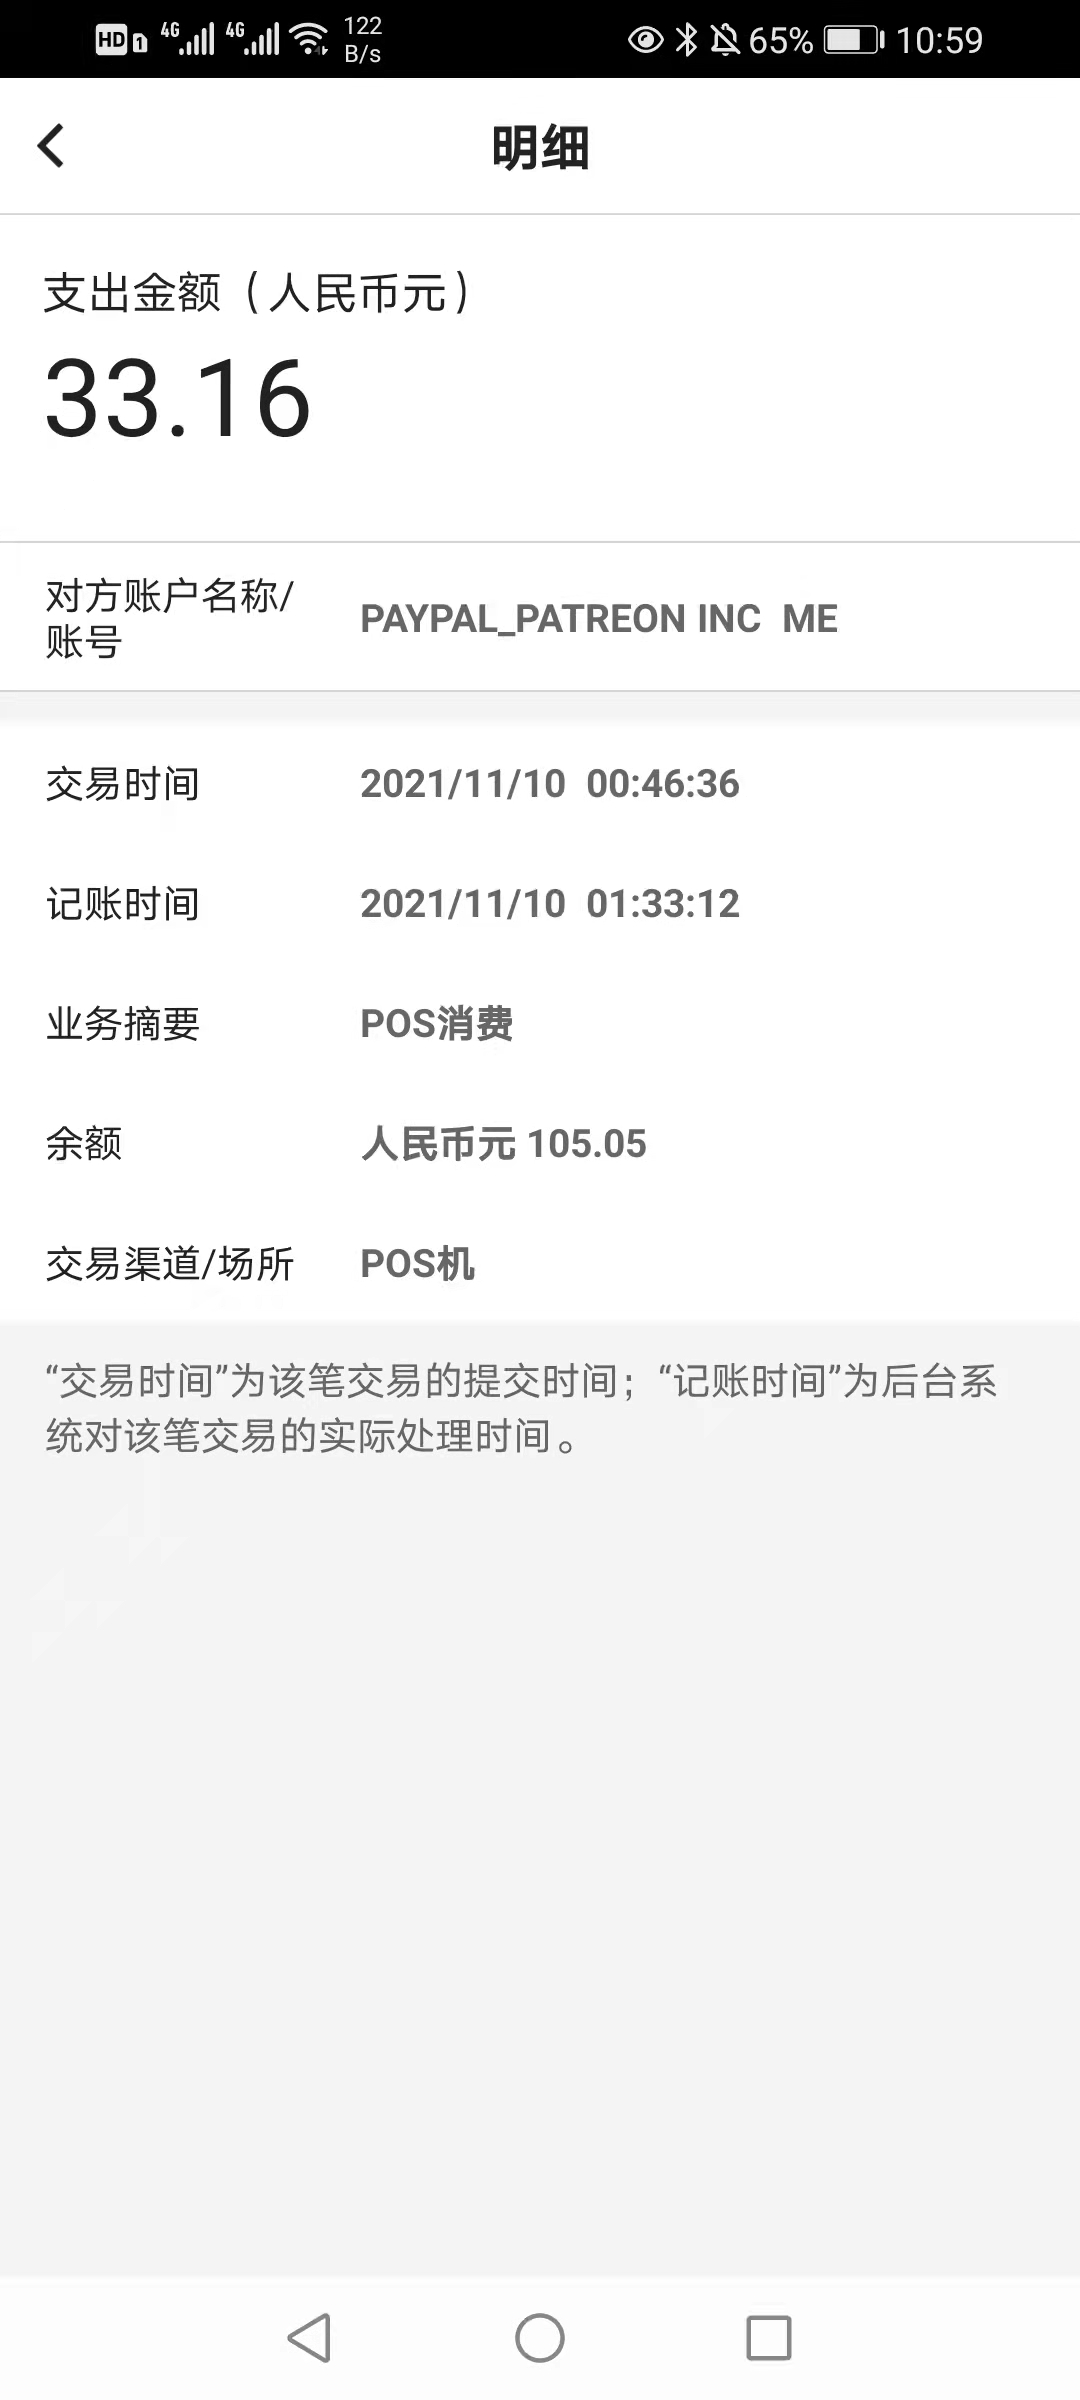 HD 1 4G 4G 122 B/s 65% 10:59
明细
支出金额（人民币元）
33.16
对方账户名称/
账号
PAYPAL_PATREON INC  ME
交易时间 2021/11/10  00:46:36
记账时间 2021/11/10  01:33:12
业务摘要 POS消费
余额 人民币元 105.05
交易渠道/场所 POS机
“交易时间”为该笔交易的提交时间；“记账时间”为后台系
统对该笔交易的实际处理时间。